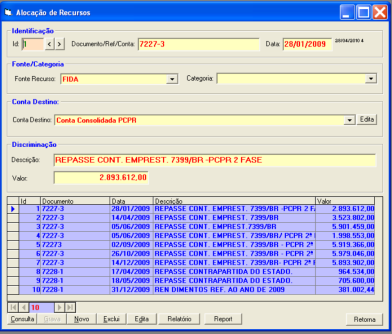 Alocação de Recursos
Identificação
Id: 1 < > Documento/Ref/Conta: 7227-3 Data: 28/01/2009
Fonte/Categoria
Fonte Recurso: FIDA Categoria:
Conta Destino:
Conta Destino: Conta Consolidada PCPR Edita
Discriminação
Descrição: REPASSE CONT. EMPREST. 7399/BR -PCPR 2 FASE
Valor: 2.893.612,00
Id Documento Data Descrição Valor
1 7227-3 28/01/2009 REPASSE CONT. EMPREST. 7399/BR -PCPR 2 F 2.893.612,00
2 7227-3 14/04/2009 REPASSE CONT. EMPREST. 7399/BR 3.523.802,00
3 7227-3 05/06/2009 REPASSE CONT. EMPREST.7399/BR 5.901.459,00
4 7227-3 05/06/2009 REPASSE CONT. EMPREST. 7399/BR/ PCPR 2ª 1.998.553,00
5 72273 02/09/2009 REPASSE CONT. EMPREST. 7399/BR - PCPR 2ª 5.919.366,00
6 7227-3 26/10/2009 REPASSE CONT. EMPREST. 7399/BR - PCPR 2ª 5.979.046,00
7 7227-3 14/12/2009 REPASSE CONT. EMPREST. 7399/BR PCPR 2ª 5.893.902,00
8 7228-1 17/04/2009 REPASSE CONTRAPARTIDA DO ESTADO. 964.534,00
9 7228-1 18/05/2009 REPASSE CONTRAPARTIDA DO ESTADO. 705.600,00
10 7228-1 31/12/2009 REN DIMENTOS REF. AO ANO DE 2009 381.002,44
10
Consulta Novo Exclui Edita Relatório Report Retorna